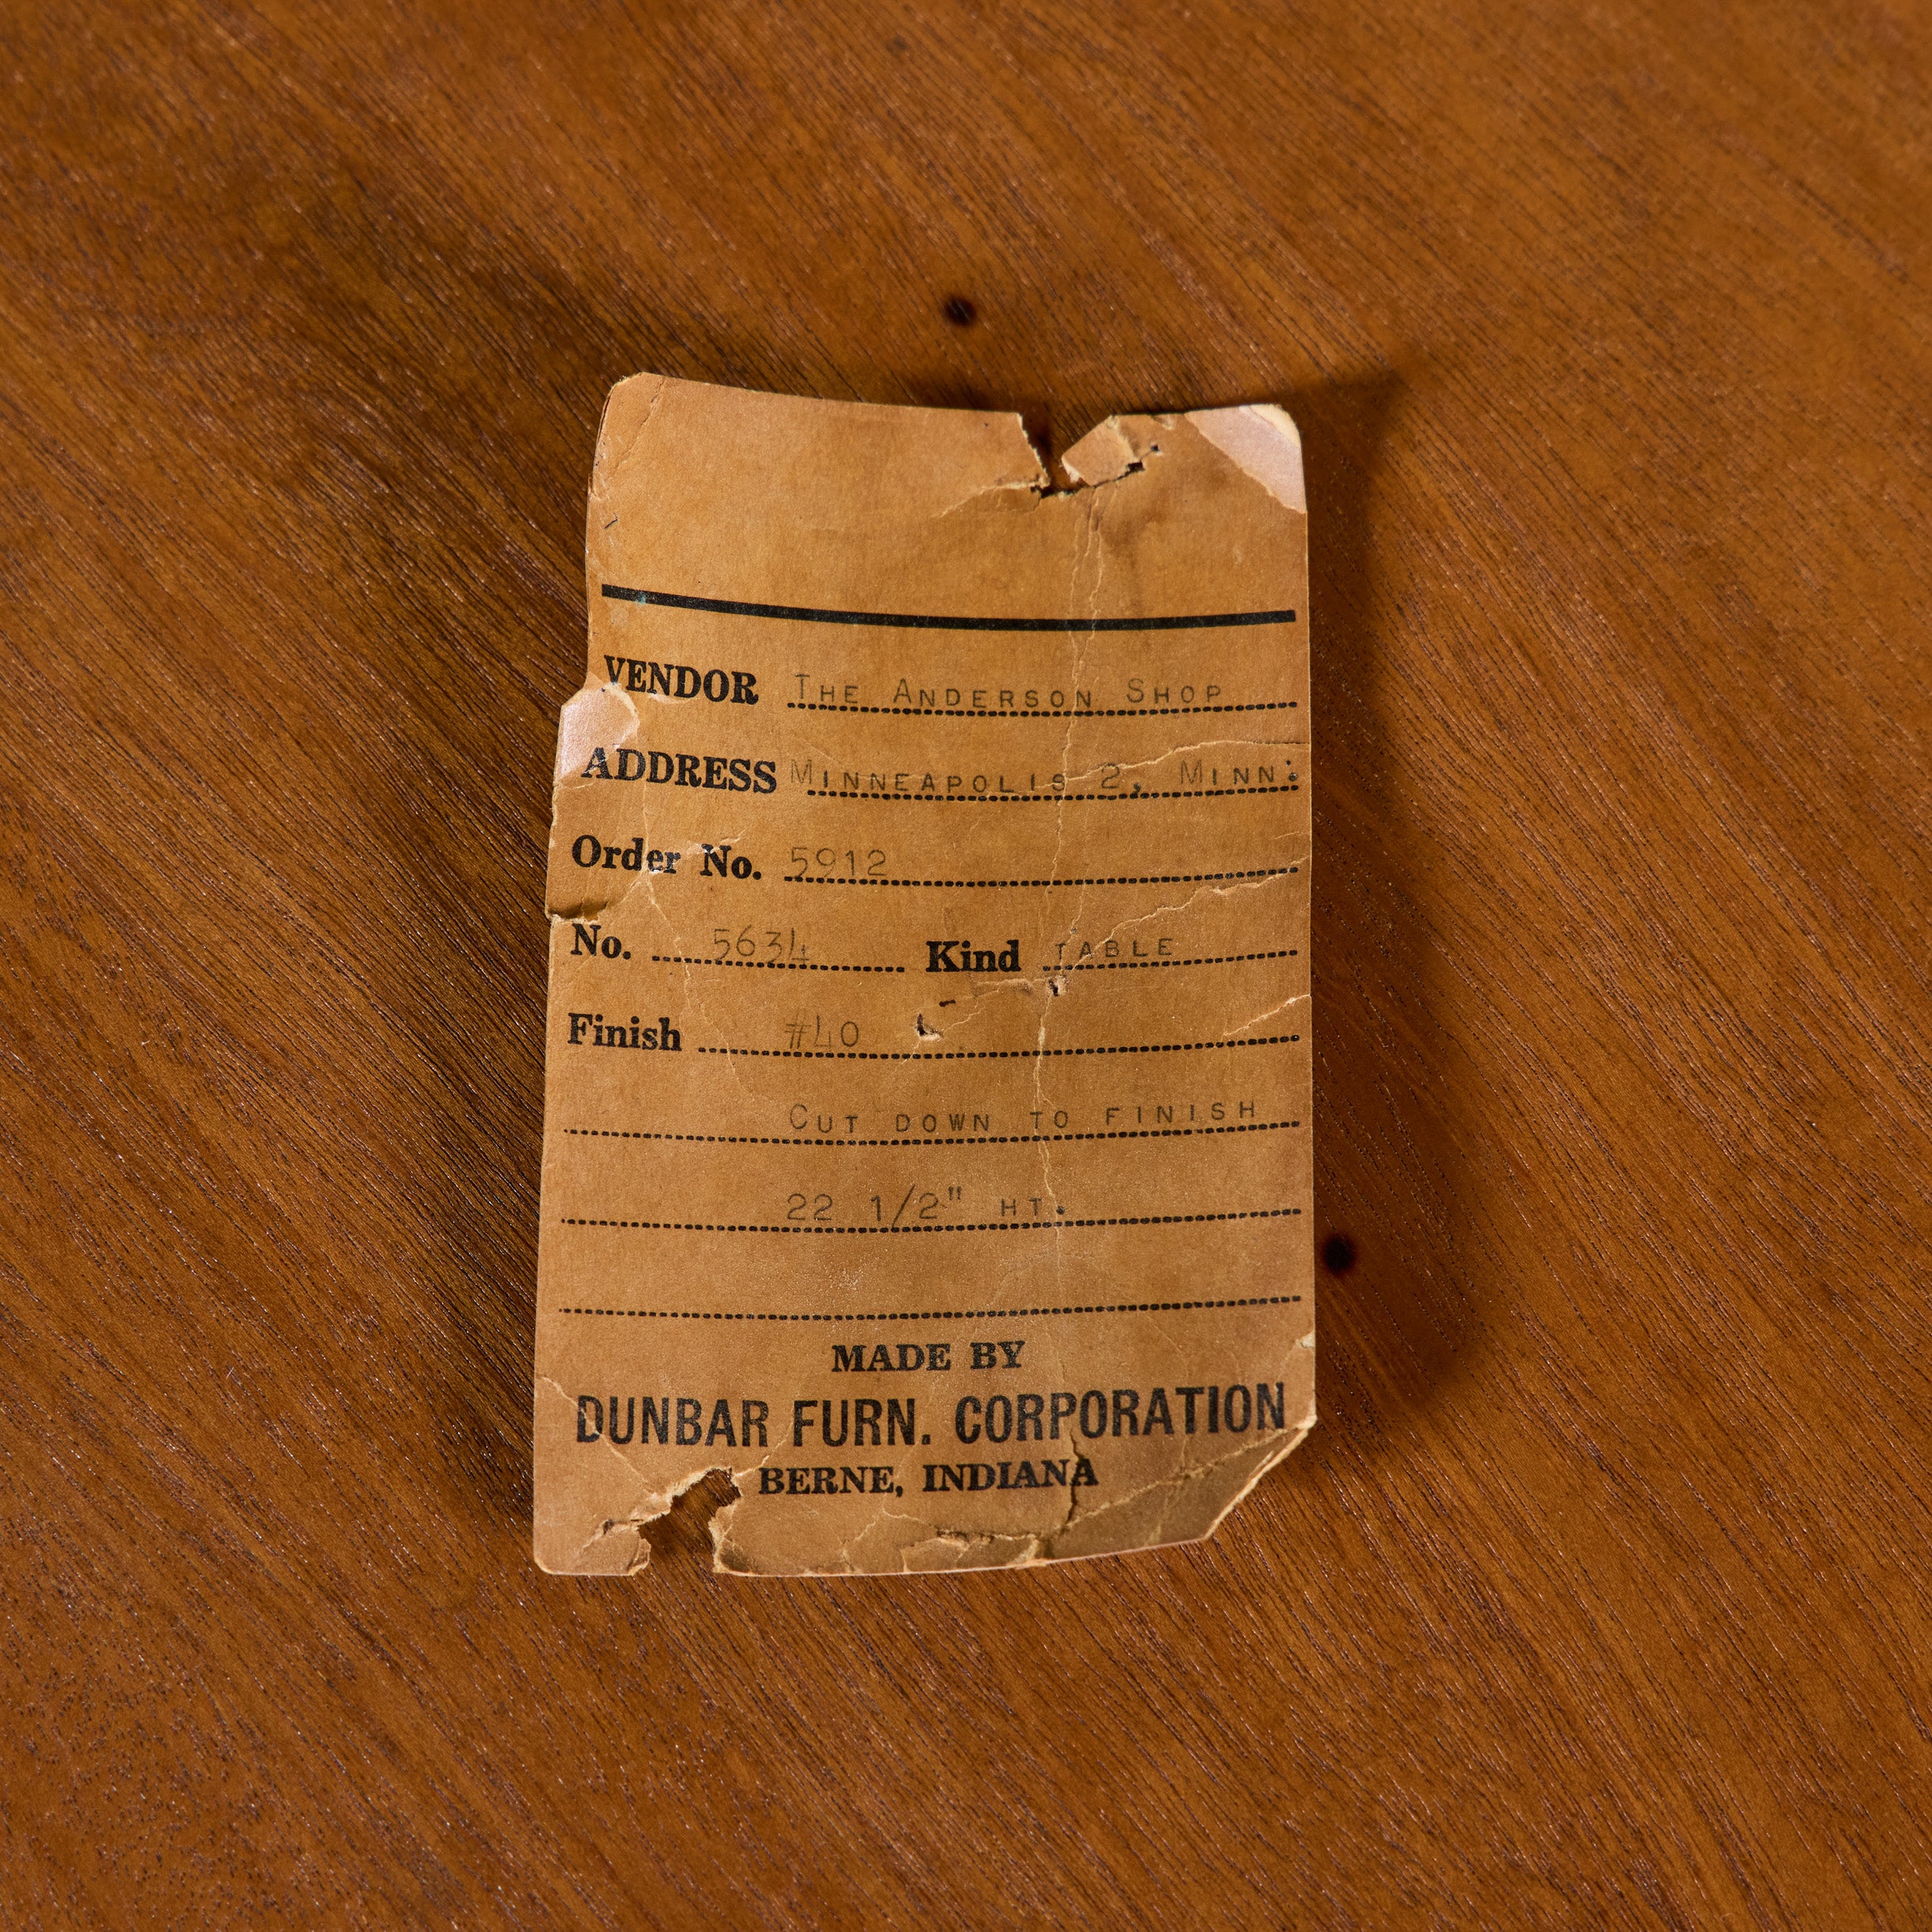 VENDOR THE ANDERSON SHOP
ADDRESS MINNEAPOLIS 2, MINN.
Order No. 5912
No. 5634 Kind TABLE
Finish #40
CUT DOWN TO FINISH
22 1/2" HT.
MADE BY
DUNBAR FURN. CORPORATION
BERNE, INDIANA